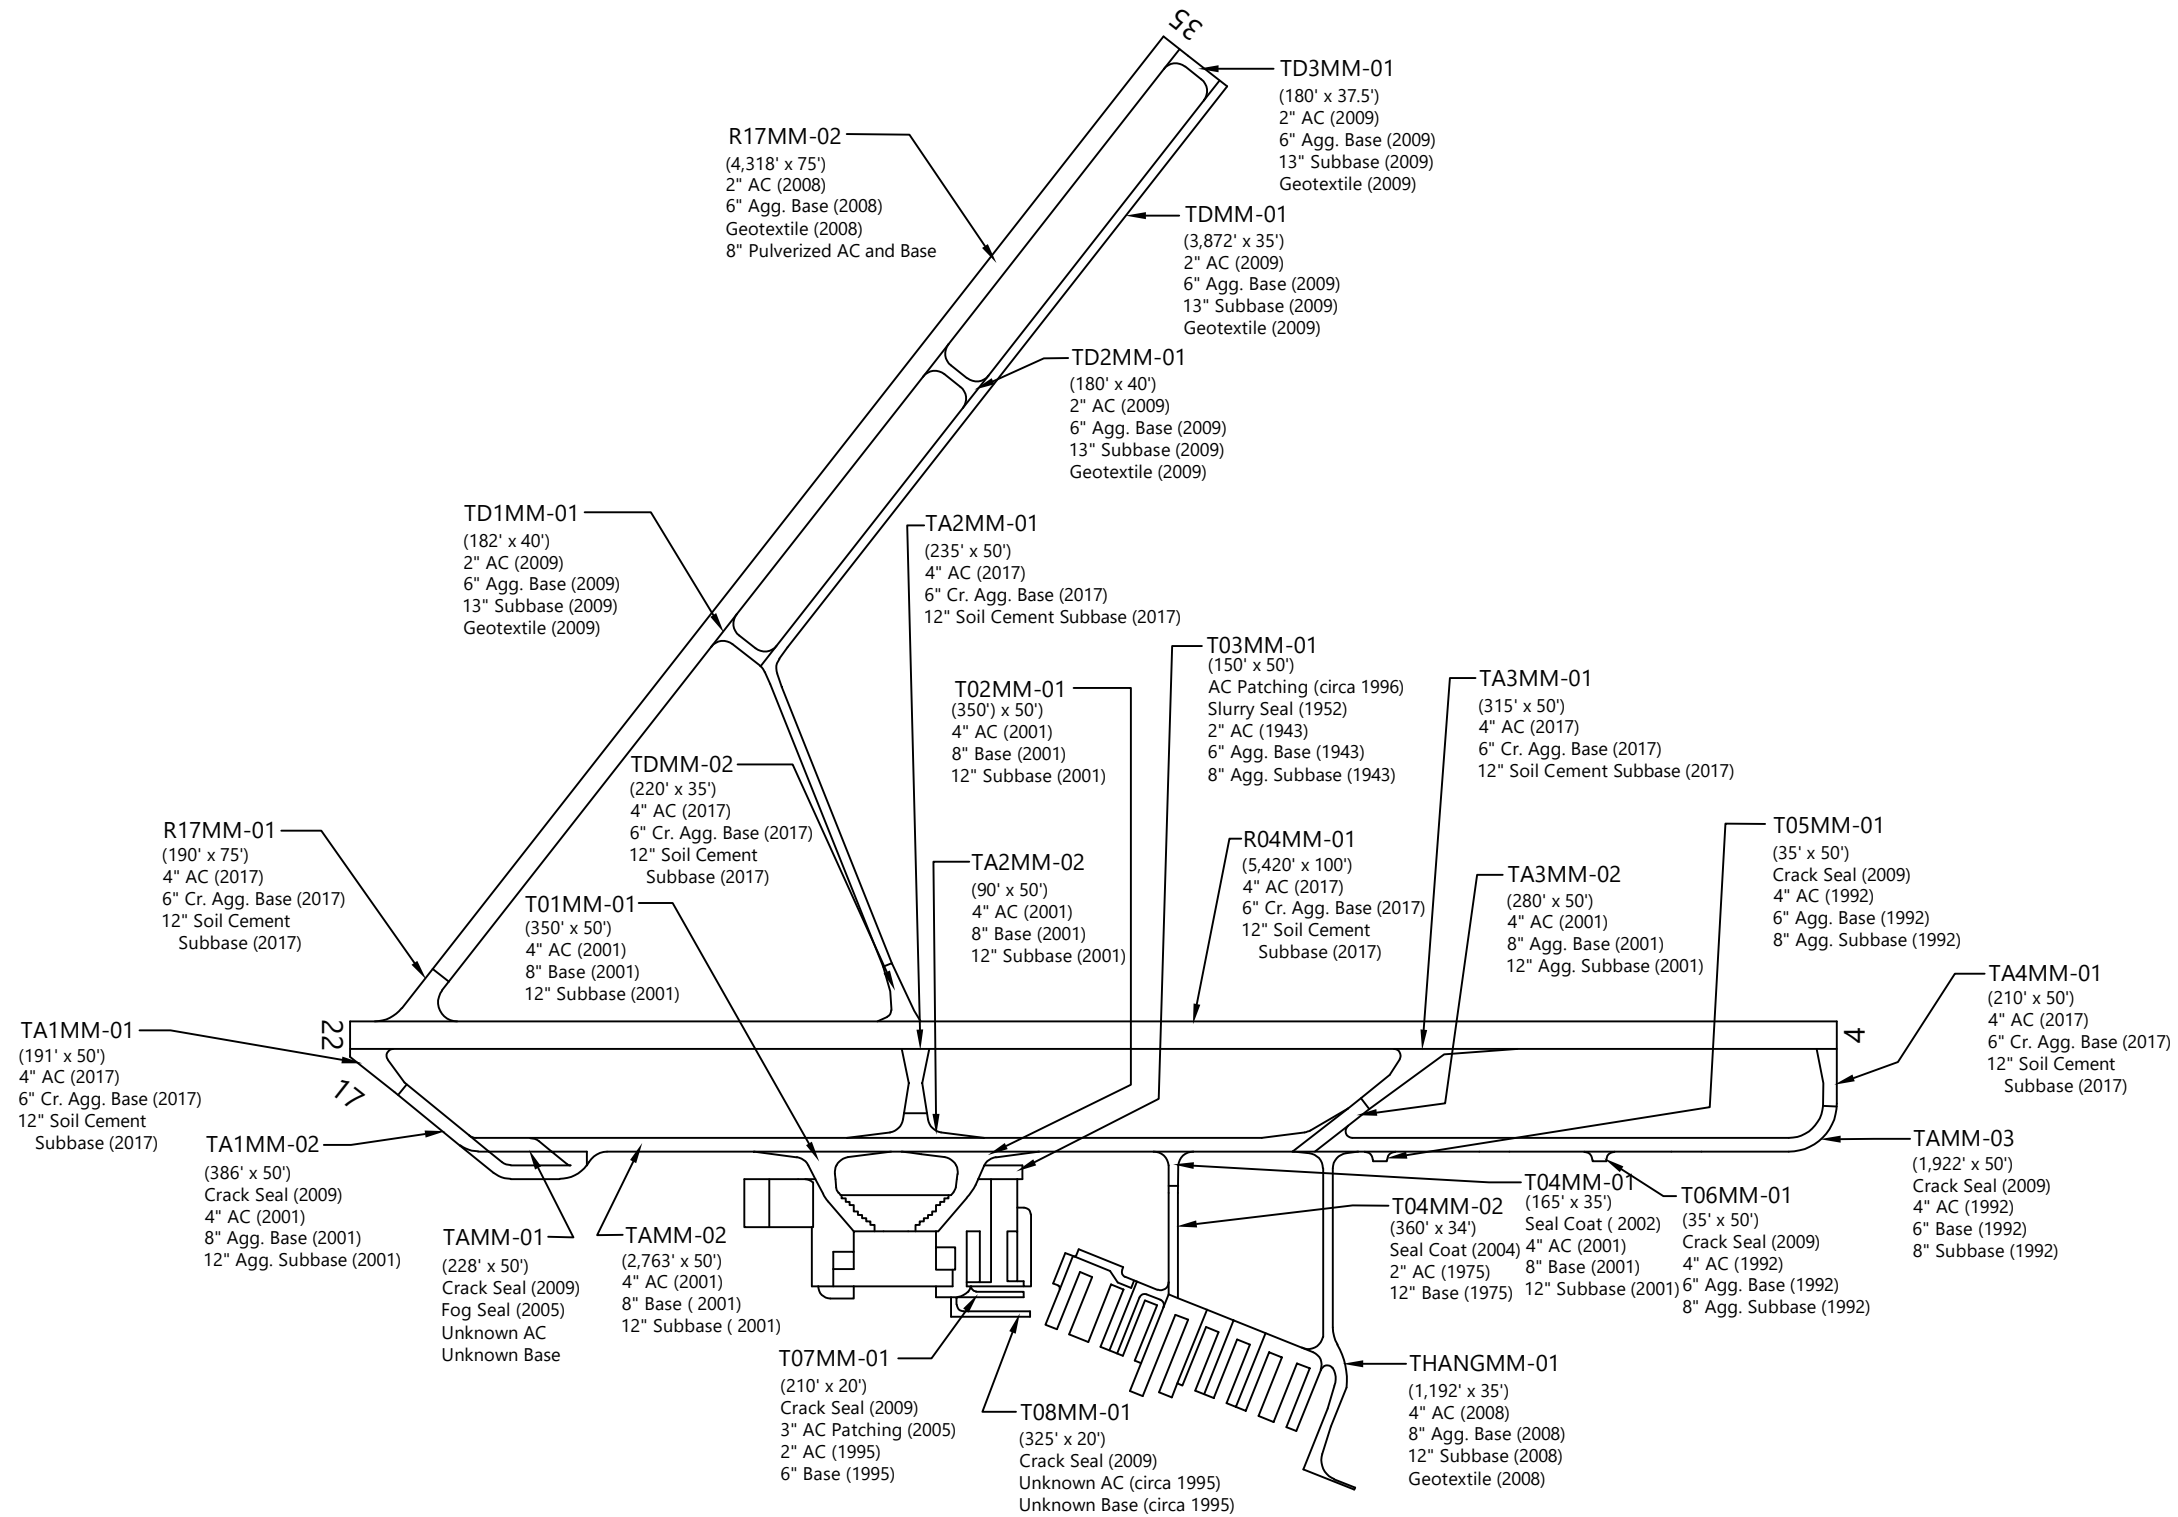 35
TD3MM-01
(180' x 37.5')
2" AC (2009)
6" Agg. Base (2009)
13" Subbase (2009)
Geotextile (2009)
R17MM-02
(4,318' x 75')
2" AC (2008)
6" Agg. Base (2008)
Geotextile (2008)
8" Pulverized AC and Base
TDMM-01
(3,872' x 35')
2" AC (2009)
6" Agg. Base (2009)
13" Subbase (2009)
Geotextile (2009)
TD2MM-01
(180' x 40')
2" AC (2009)
6" Agg. Base (2009)
13" Subbase (2009)
Geotextile (2009)
TD1MM-01
(182' x 40')
2" AC (2009)
6" Agg. Base (2009)
13" Subbase (2009)
Geotextile (2009)
TA2MM-01
(235' x 50')
4" AC (2017)
6" Cr. Agg. Base (2017)
12" Soil Cement Subbase (2017)
T03MM-01
(150' x 50')
AC Patching (circa 1996)
Slurry Seal (1952)
2" AC (1943)
6" Agg. Base (1943)
8" Agg. Subbase (1943)
T02MM-01
(350') x 50')
4" AC (2001)
8" Base (2001)
12" Subbase (2001)
TA3MM-01
(315' x 50')
4" AC (2017)
6" Cr. Agg. Base (2017)
12" Soil Cement Subbase (2017)
TDMM-02
(220' x 35')
4" AC (2017)
6" Cr. Agg. Base (2017)
12" Soil Cement
Subbase (2017)
R17MM-01
(190' x 75')
4" AC (2017)
6" Cr. Agg. Base (2017)
12" Soil Cement
Subbase (2017)
T01MM-01
(350' x 50')
4" AC (2001)
8" Base (2001)
12" Subbase (2001)
TA2MM-02
(90' x 50')
4" AC (2001)
8" Base (2001)
12" Subbase (2001)
R04MM-01
(5,420' x 100')
4" AC (2017)
6" Cr. Agg. Base (2017)
12" Soil Cement
Subbase (2017)
TA3MM-02
(280' x 50')
4" AC (2001)
8" Agg. Base (2001)
12" Agg. Subbase (2001)
T05MM-01
(35' x 50')
Crack Seal (2009)
4" AC (1992)
6" Agg. Base (1992)
8" Agg. Subbase (1992)
TA4MM-01
(210' x 50')
4" AC (2017)
6" Cr. Agg. Base (2017)
12" Soil Cement
Subbase (2017)
TA1MM-01
(191' x 50')
4" AC (2017)
6" Cr. Agg. Base (2017)
12" Soil Cement
Subbase (2017)
22
17
4
TA1MM-02
(386' x 50')
Crack Seal (2009)
4" AC (2001)
8" Agg. Base (2001)
12" Agg. Subbase (2001)
TAMM-01
(228' x 50')
Crack Seal (2009)
Fog Seal (2005)
Unknown AC
Unknown Base
TAMM-02
(2,763' x 50')
4" AC (2001)
8" Base ( 2001)
12" Subbase ( 2001)
T04MM-02
(360' x 34')
Seal Coat (2004)
2" AC (1975)
12" Base (1975)
T04MM-01
(165' x 35')
Seal Coat ( 2002)
4" AC (2001)
8" Base (2001)
12" Subbase (2001)
T06MM-01
(35' x 50')
Crack Seal (2009)
4" AC (1992)
6" Agg. Base (1992)
8" Agg. Subbase (1992)
TAMM-03
(1,922' x 50')
Crack Seal (2009)
4" AC (1992)
6" Base (1992)
8" Subbase (1992)
T07MM-01
(210' x 20')
Crack Seal (2009)
3" AC Patching (2005)
2" AC (1995)
6" Base (1995)
T08MM-01
(325' x 20')
Crack Seal (2009)
Unknown AC (circa 1995)
Unknown Base (circa 1995)
THANGMM-01
(1,192' x 35')
4" AC (2008)
8" Agg. Base (2008)
12" Subbase (2008)
Geotextile (2008)